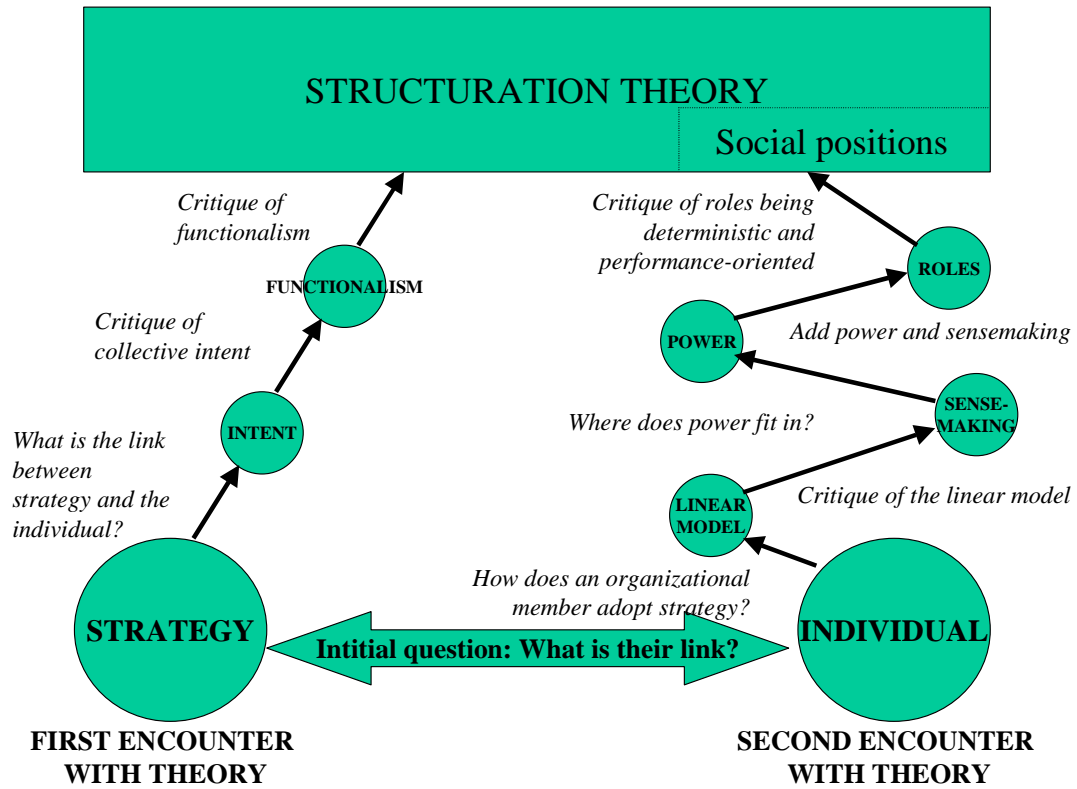 STRUCTURATION THEORY
Social positions
Critique of
functionalism
FUNCTIONALISM
Critique of
collective intent
INTENT
What is the link
between
strategy and the
individual?
STRATEGY
FIRST ENCOUNTER
WITH THEORY
Critique of roles being
deterministic and
performance-oriented
ROLES
Add power and sensemaking
POWER
Where does power fit in?
SENSE-
MAKING
Critique of the linear model
LINEAR
MODEL
How does an organizational
member adopt strategy?
INDIVIDUAL
Intitial question: What is their link?
SECOND ENCOUNTER
WITH THEORY